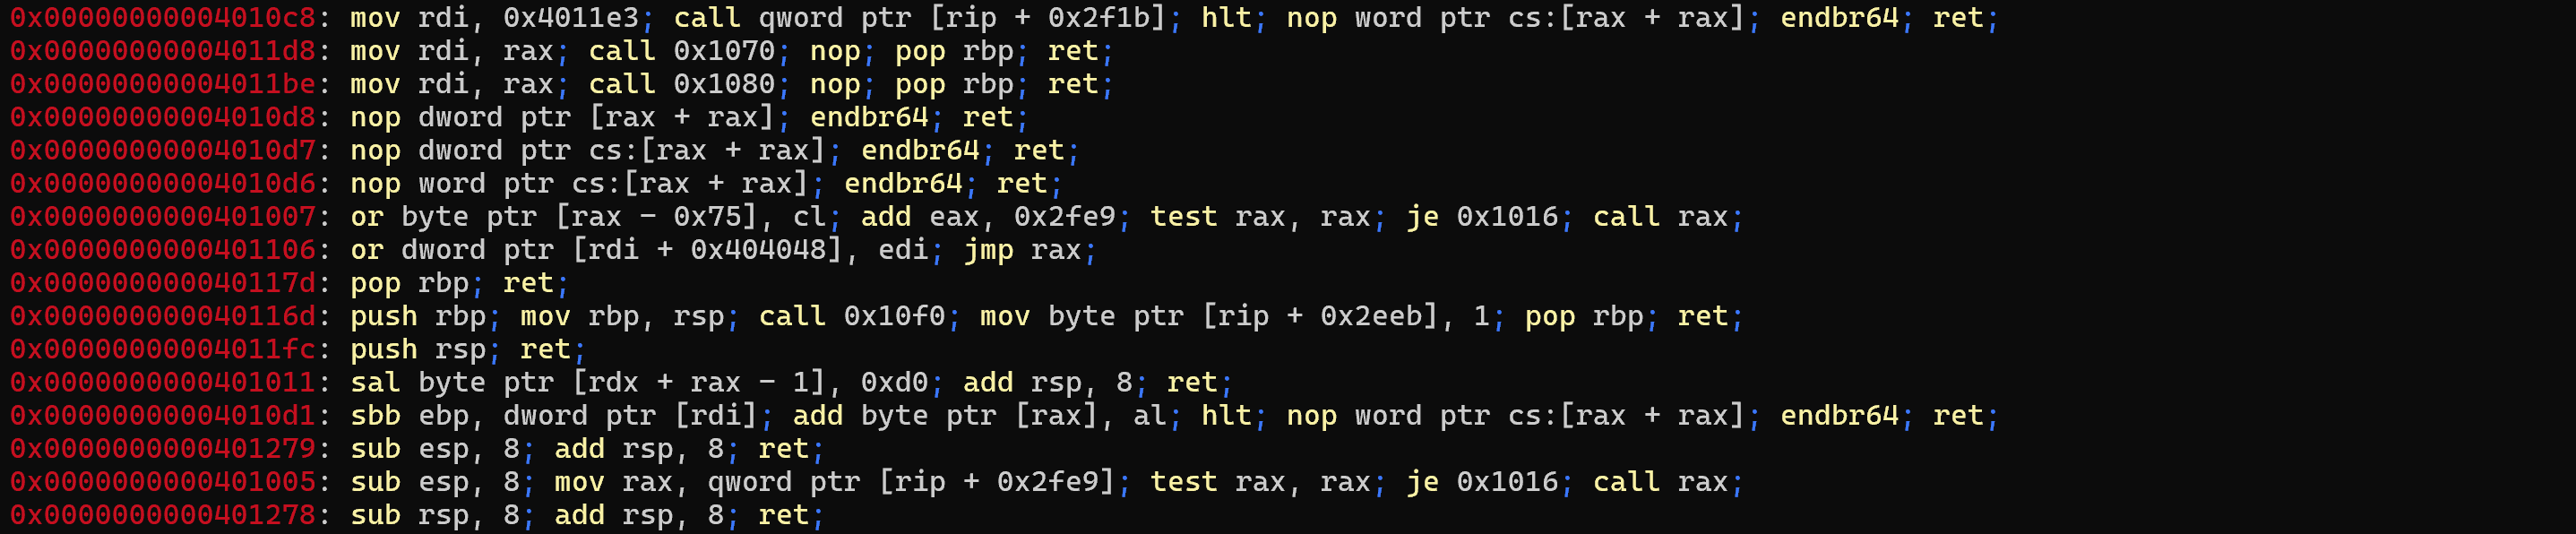 0x00000000004010c8: mov rdi, 0x4011e3; call qword ptr [rip + 0x2f1b]; hlt; nop word ptr cs:[rax + rax]; endbr64; ret;
0x00000000004011d8: mov rdi, rax; call 0x1070; nop; pop rbp; ret;
0x00000000004011be: mov rdi, rax; call 0x1080; nop; pop rbp; ret;
0x00000000004010d8: nop dword ptr [rax + rax]; endbr64; ret;
0x00000000004010d7: nop dword ptr cs:[rax + rax]; endbr64; ret;
0x00000000004010d6: nop word ptr cs:[rax + rax]; endbr64; ret;
0x0000000000401007: or byte ptr [rax - 0x75], cl; add eax, 0x2fe9; test rax, rax; je 0x1016; call rax;
0x0000000000401106: or dword ptr [rdi + 0x404048], edi; jmp rax;
0x000000000040117d: pop rbp; ret;
0x000000000040116d: push rbp; mov rbp, rsp; call 0x10f0; mov byte ptr [rip + 0x2eeb], 1; pop rbp; ret;
0x00000000004011fc: push rsp; ret;
0x0000000000401011: sal byte ptr [rdx + rax - 1], 0xd0; add rsp, 8; ret;
0x00000000004010d1: sbb ebp, dword ptr [rdi]; add byte ptr [rax], al; hlt; nop word ptr cs:[rax + rax]; endbr64; ret;
0x0000000000401279: sub esp, 8; add rsp, 8; ret;
0x0000000000401005: sub esp, 8; mov rax, qword ptr [rip + 0x2fe9]; test rax, rax; je 0x1016; call rax;
0x0000000000401278: sub rsp, 8; add rsp, 8; ret;